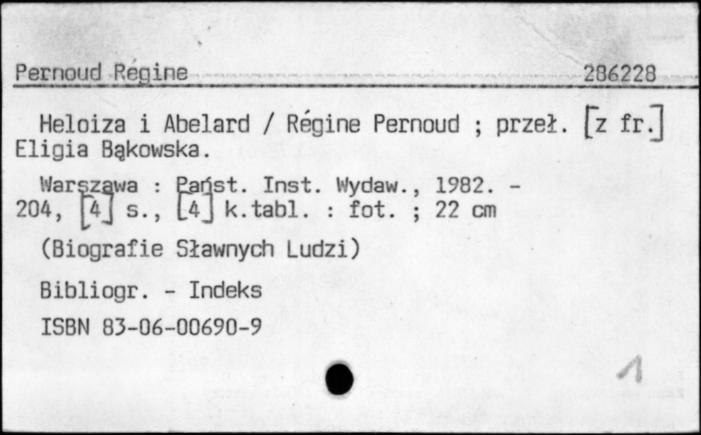 Pernoud Régine 286228
Heloiza i Abelard / Régine Pernoud ; przeł. [z fr.]
Eligia Bąkowska.
Warszawa : Państ. Inst. Wydaw., 1982. -
204, [4] s., [4] k.tabl. : fot. ; 22 cm
(Biografie Sławnych Ludzi)
Bibliogr. - Indeks
ISBN 83-06-00690-9
1